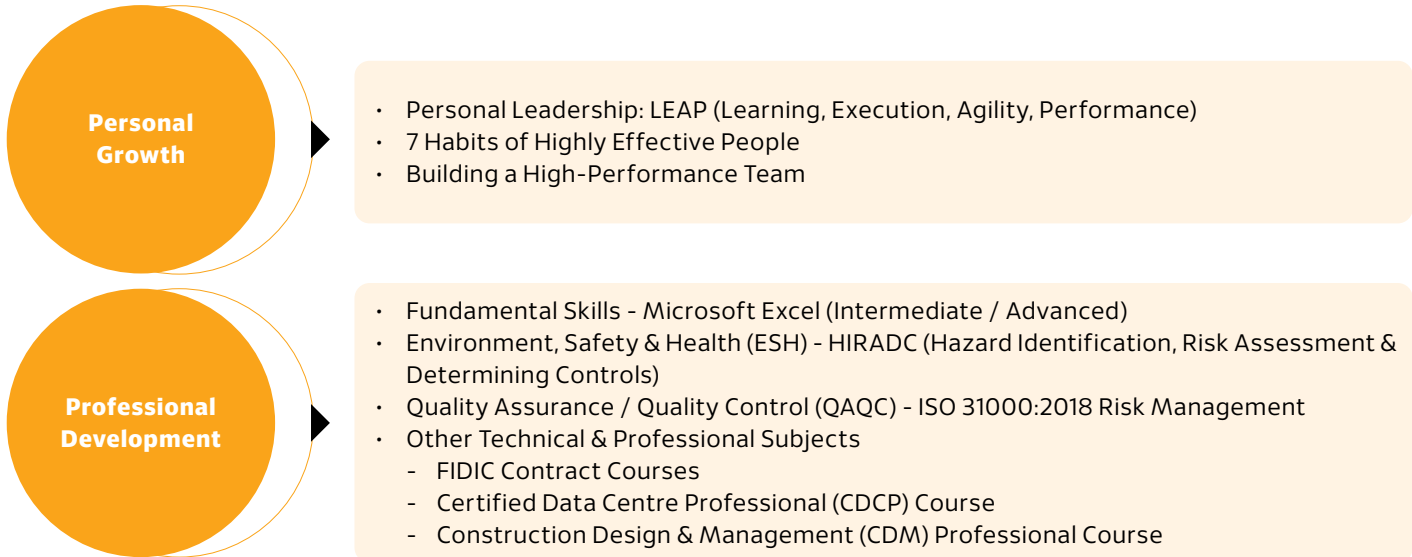 Personal
Growth
• Personal Leadership: LEAP (Learning, Execution, Agility, Performance)
• 7 Habits of Highly Effective People
• Building a High-Performance Team
Professional
Development
• Fundamental Skills - Microsoft Excel (Intermediate / Advanced)
• Environment, Safety & Health (ESH) - HIRADC (Hazard Identification, Risk Assessment &
Determining Controls)
• Quality Assurance / Quality Control (QAQC) - ISO 31000:2018 Risk Management
• Other Technical & Professional Subjects
- FIDIC Contract Courses
- Certified Data Centre Professional (CDCP) Course
- Construction Design & Management (CDM) Professional Course